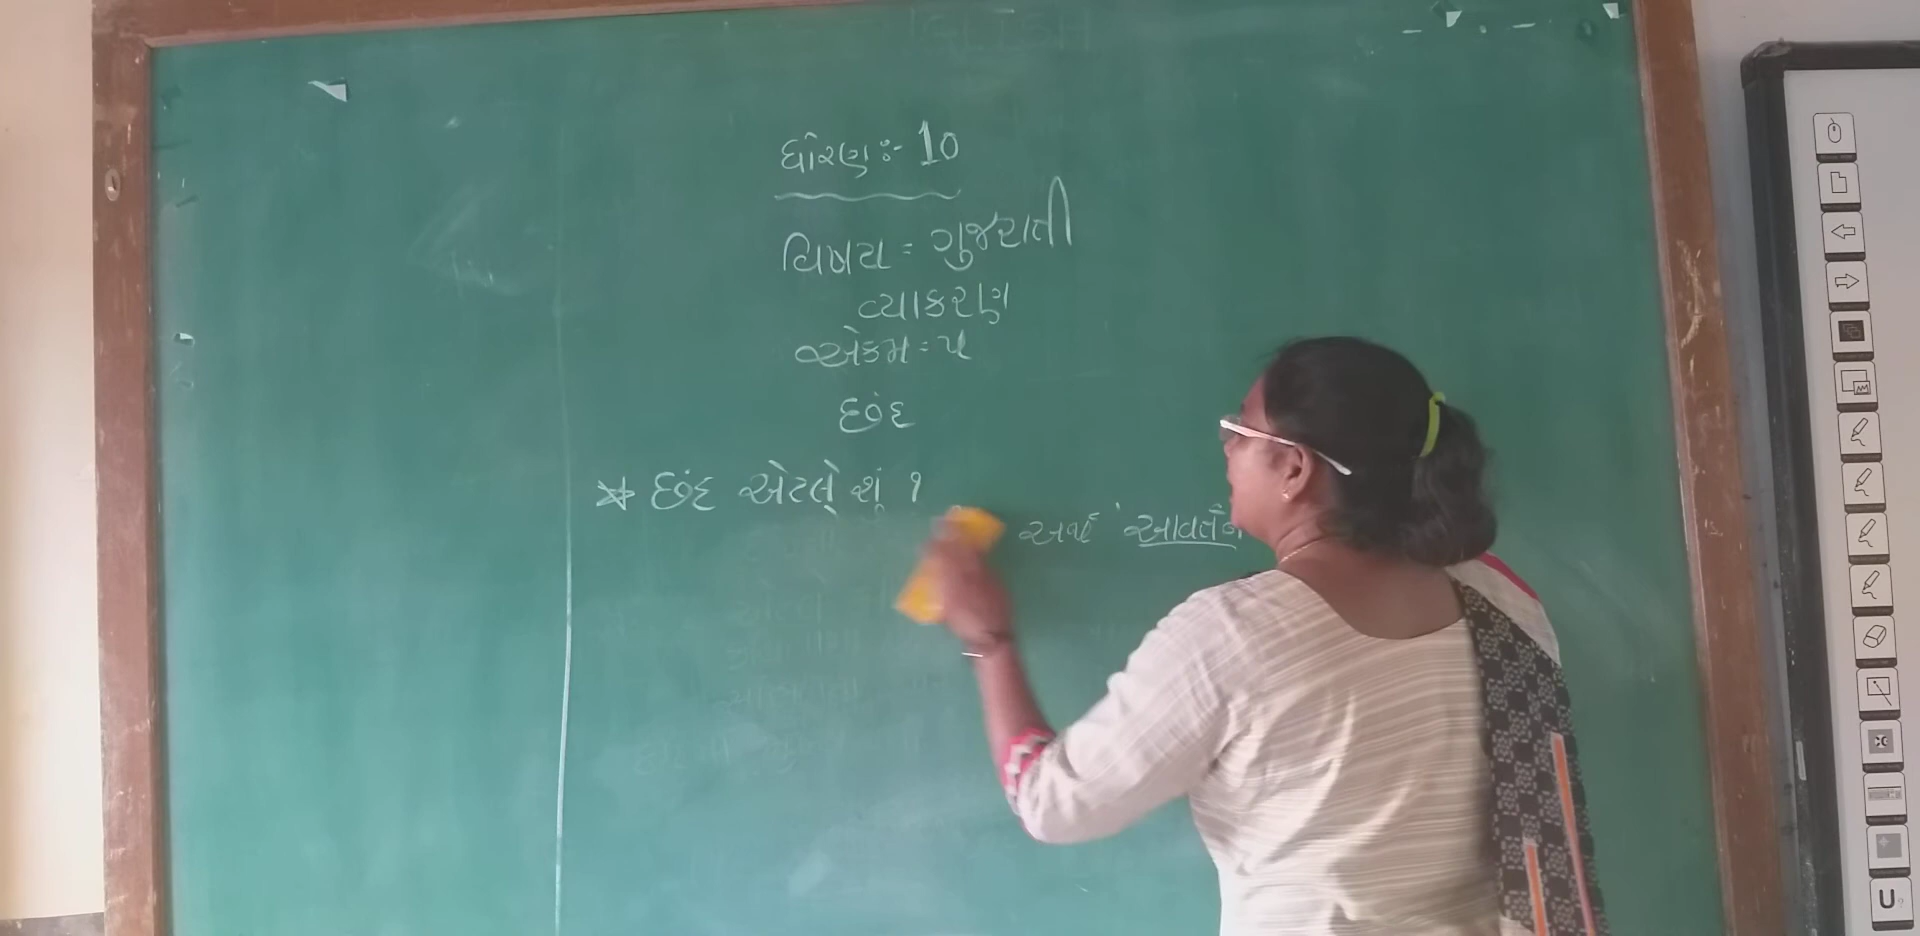 ધોરણઃ- 10
વિષય = ગુજરાતી
વ્યાકરણ
એકમ = ૫
છંદ
* છંદ એટલે શું ?
અર્થ 'આવર્તન